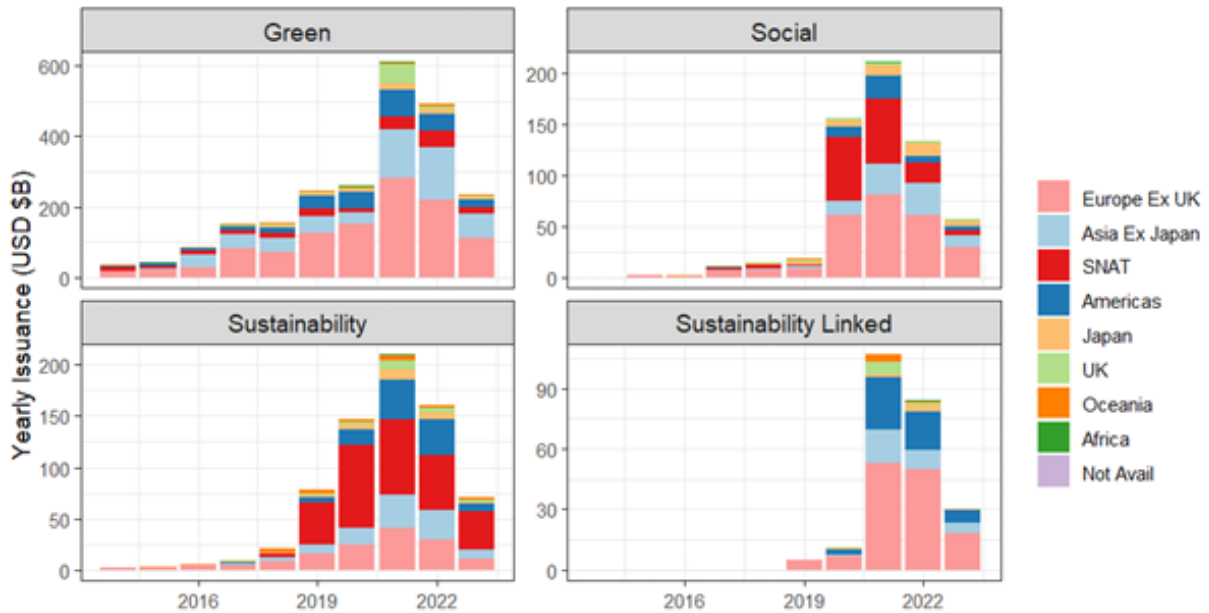 Green
Social
600
400
200
0
200
150
100
50
0
Sustainability
Sustainability Linked
200
150
100
50
0
90
60
30
0
2016
2019
2022
2016
2019
2022
Yearly Issuance (USD $B)
Europe Ex UK
Asia Ex Japan
SNAT
Americas
Japan
UK
Oceania
Africa
Not Avail